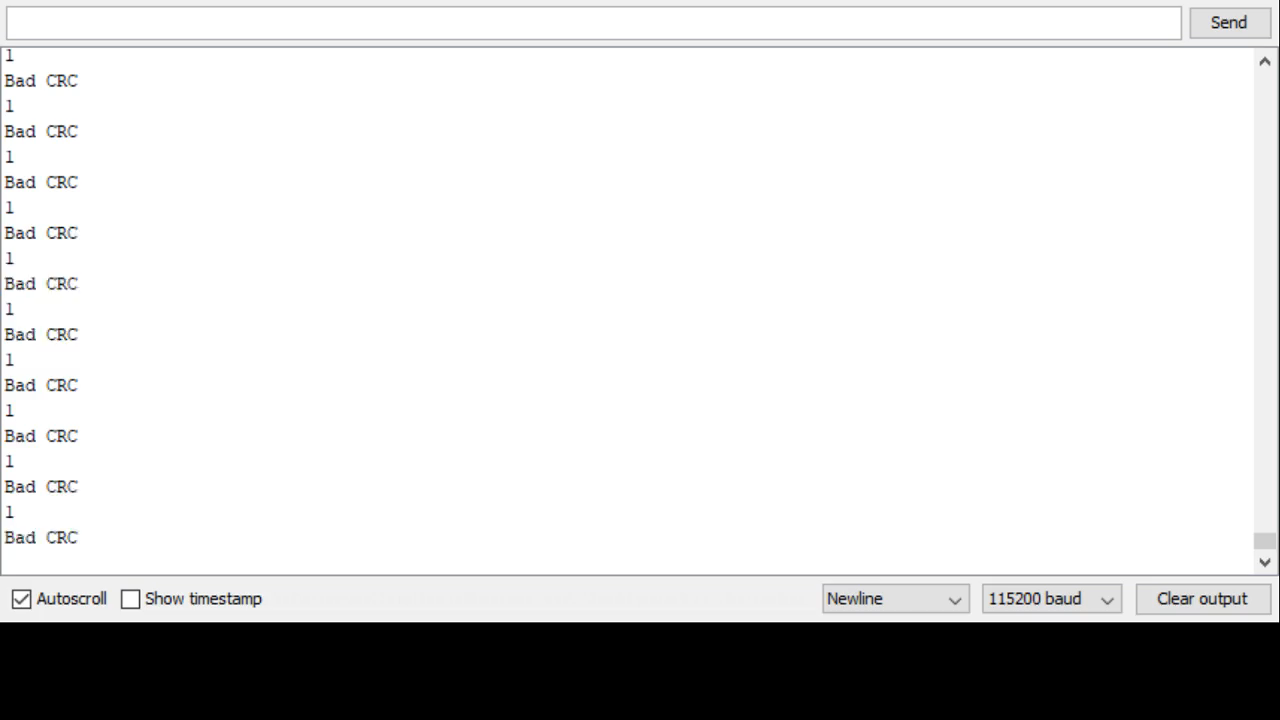 Send
1
Bad CRC
1
Bad CRC
1
Bad CRC
1
Bad CRC
1
Bad CRC
1
Bad CRC
1
Bad CRC
1
Bad CRC
1
Bad CRC
1
Bad CRC
Autoscroll Show timestamp Newline 115200 baud Clear output